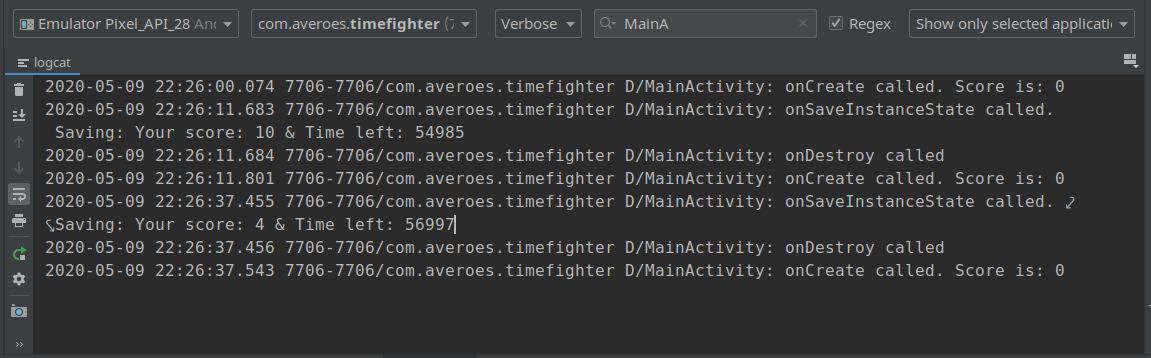 Emulator Pixel_API_28 And
com.averoes.timefighter (7
Verbose
MainA
Regex
Show only selected applicati
logcat
2020-05-09 22:26:00.074 7706-7706/com.averoes.timefighter D/MainActivity: onCreate called. Score is: 0
2020-05-09 22:26:11.683 7706-7706/com.averoes.timefighter D/MainActivity: onSaveInstanceState called.
Saving: Your score: 10 & Time left: 54985
2020-05-09 22:26:11.684 7706-7706/com.averoes.timefighter D/MainActivity: onDestroy called
2020-05-09 22:26:11.801 7706-7706/com.averoes.timefighter D/MainActivity: onCreate called. Score is: 0
2020-05-09 22:26:37.455 7706-7706/com.averoes.timefighter D/MainActivity: onSaveInstanceState called.
Saving: Your score: 4 & Time left: 56997
2020-05-09 22:26:37.456 7706-7706/com.averoes.timefighter D/MainActivity: onDestroy called
2020-05-09 22:26:37.543 7706-7706/com.averoes.timefighter D/MainActivity: onCreate called. Score is: 0